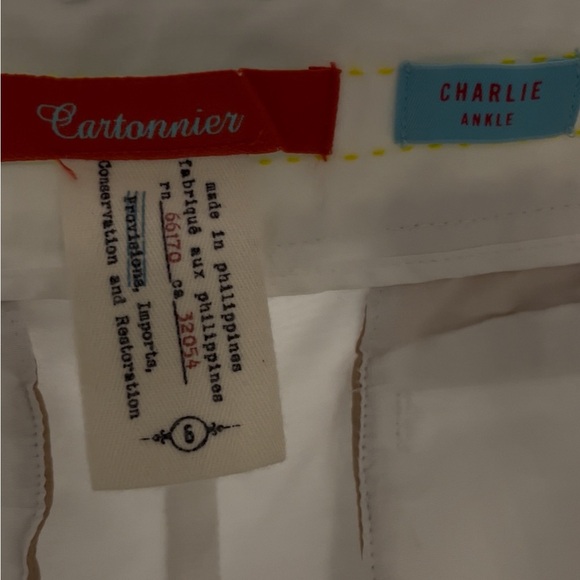 Cartonnier
CHARLIE
ANKLE
made in philippines
fabriqué aux philippines
rn 66170 ca 32054
Provisions, Imports,
Conservation and Restoration
6